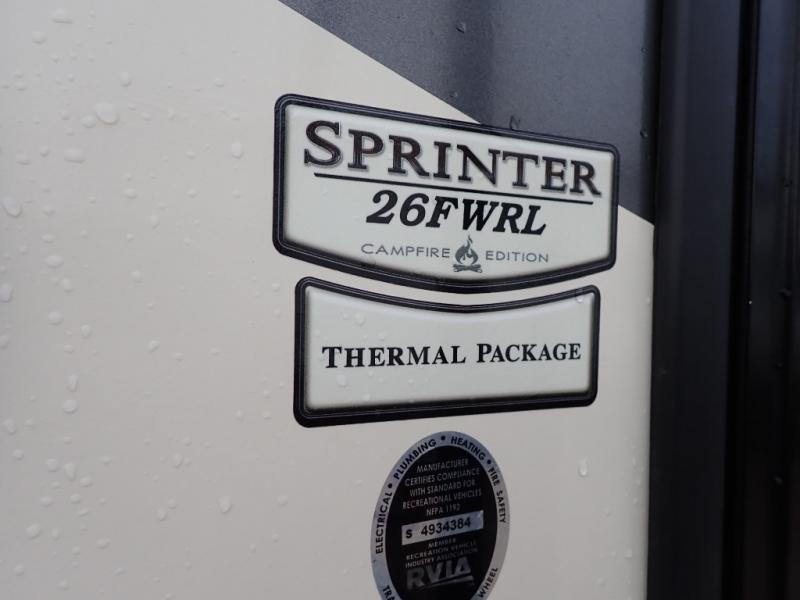 SPRINTER
26FWRL
CAMPFIRE EDITION
THERMAL PACKAGE
ELECTRICAL • PLUMBING • HEATING • FIRE SAFETY
MANUFACTURER
CERTIFIES COMPLIANCE
WITH STANDARD FOR
RECREATIONAL VEHICLES
NFPA 1192
S 4934384
MEMBER
RECREATION VEHICLE
INDUSTRY ASSOCIATION
RVIA
WHEEL